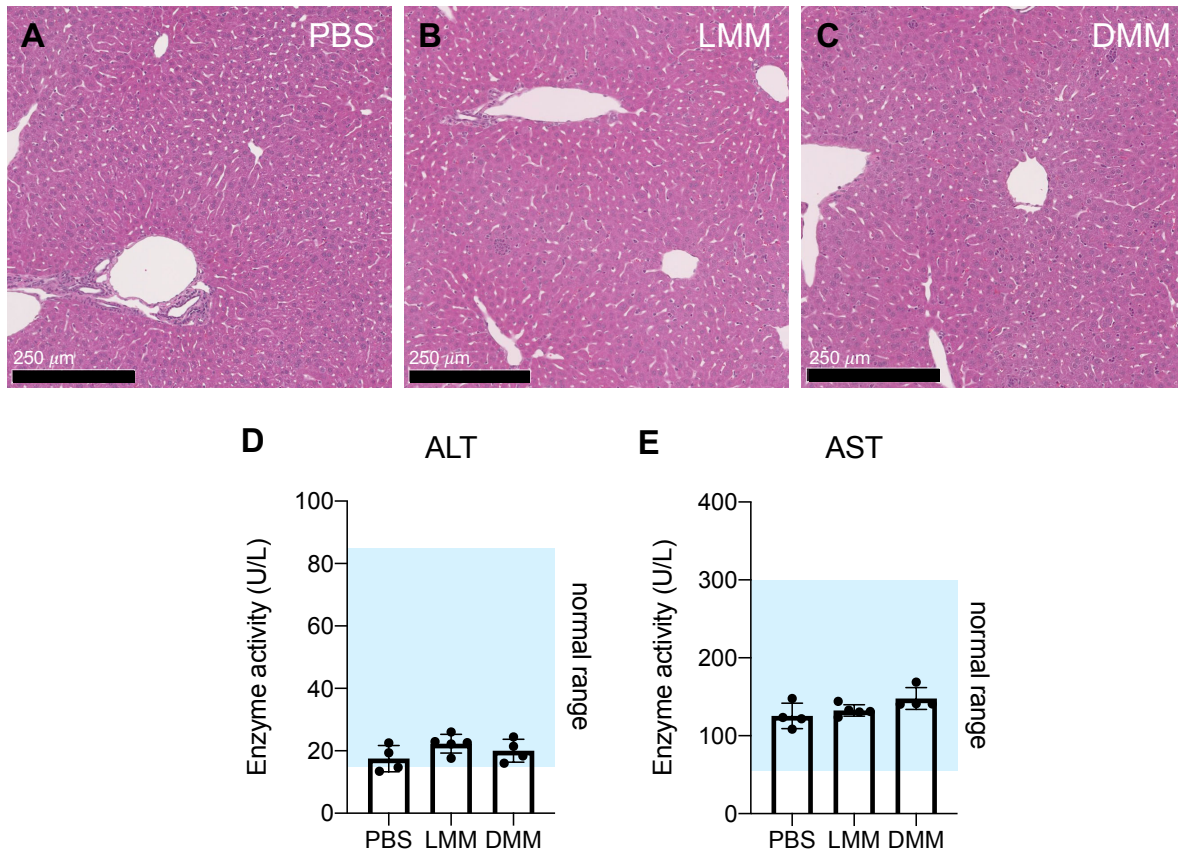 A PBS
B LMM
C DMM
250 μm
250 μm
250 μm
D
ALT
Enzyme activity (U/L)
100
80
60
40
20
0
PBS LMM DMM
normal range
E
AST
Enzyme activity (U/L)
400
300
200
100
0
PBS LMM DMM
normal range